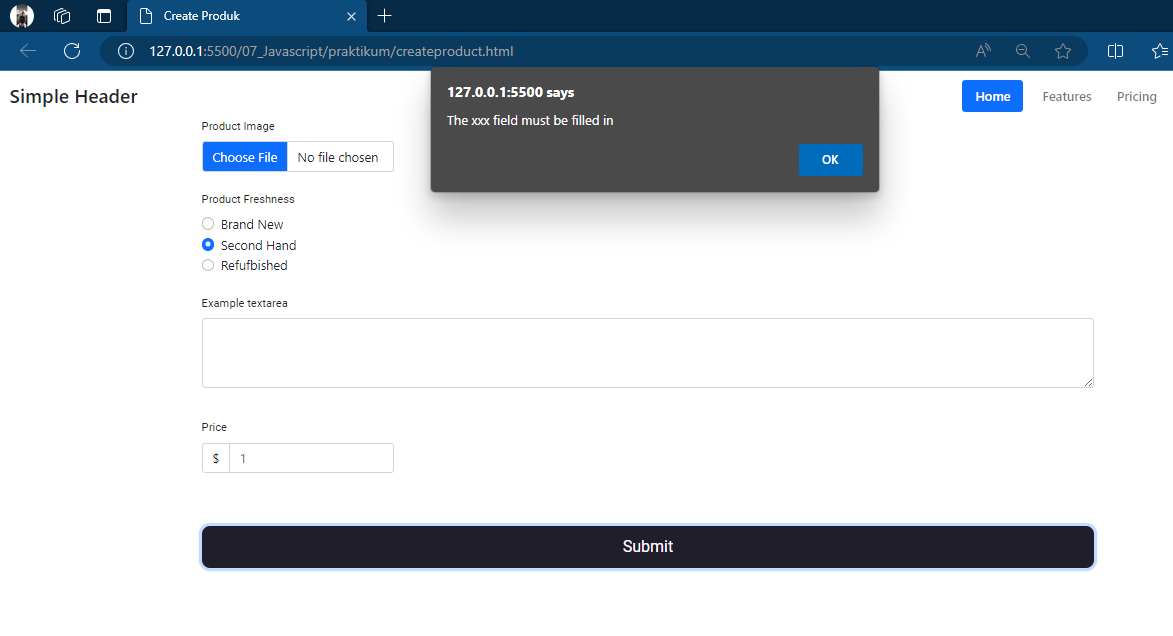 Create Produk
127.0.0.1:5500/07_Javascript/praktikum/createproduct.html
Simple Header
Home Features Pricing
127.0.0.1:5500 says
The xxx field must be filled in
OK
Product Image
Choose File No file chosen
Product Freshness
Brand New
Second Hand
Refufbished
Example textarea
Price
$ 1
Submit